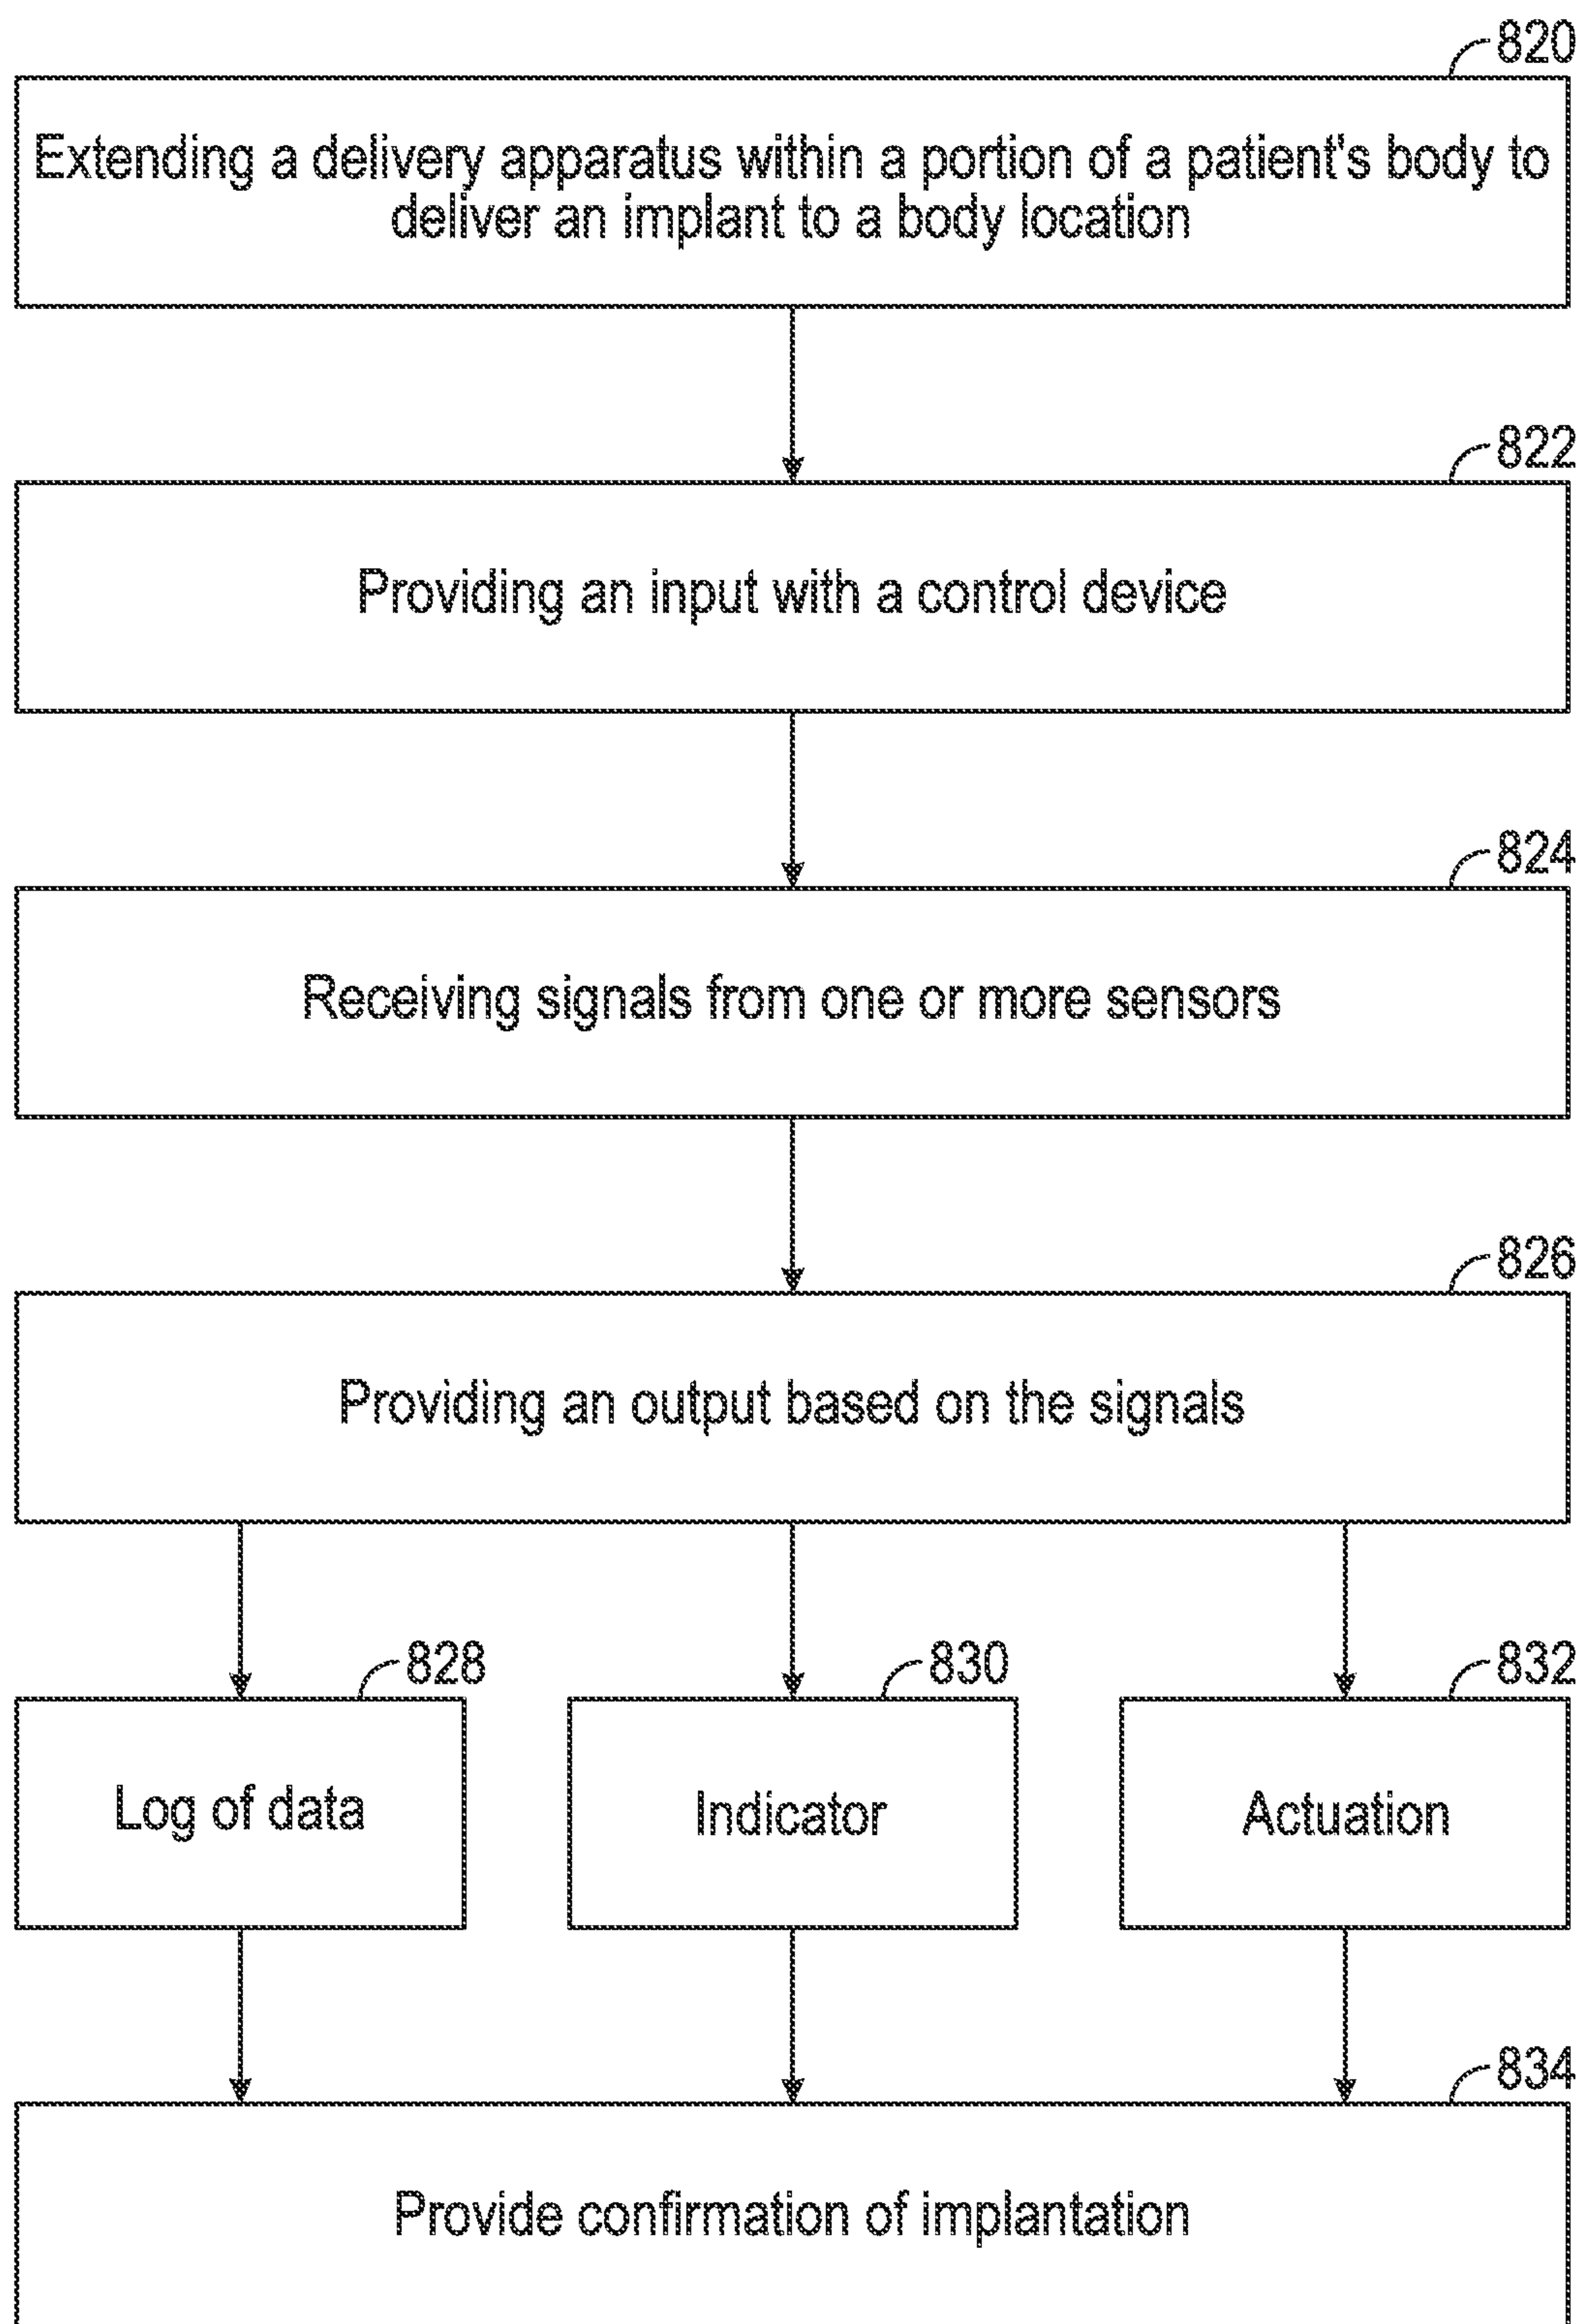 820
Extending a delivery apparatus within a portion of a patient's body to
deliver an implant to a body location
822
Providing an input with a control device
824
Receiving signals from one or more sensors
826
Providing an output based on the signals
828
Log of data
830
Indicator
832
Actuation
834
Provide confirmation of implantation